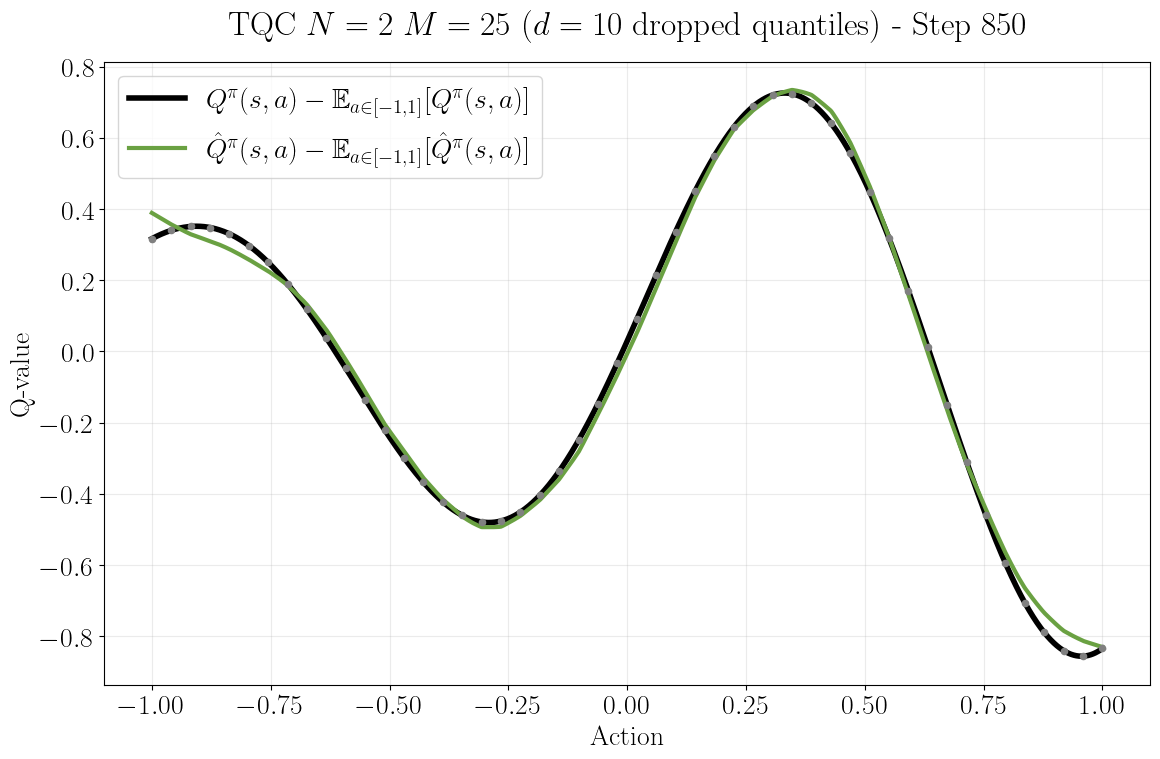 TQC N = 2 M = 25 (d = 10 dropped quantiles) - Step 850
Q^π(s, a) − 𝔼_{a∈[−1,1]}[Q^π(s, a)]
Q̂^π(s, a) − 𝔼_{a∈[−1,1]}[Q̂^π(s, a)]
0.8
0.6
0.4
0.2
0.0
−0.2
−0.4
−0.6
−0.8
Q-value
−1.00 −0.75 −0.50 −0.25 0.00 0.25 0.50 0.75 1.00
Action